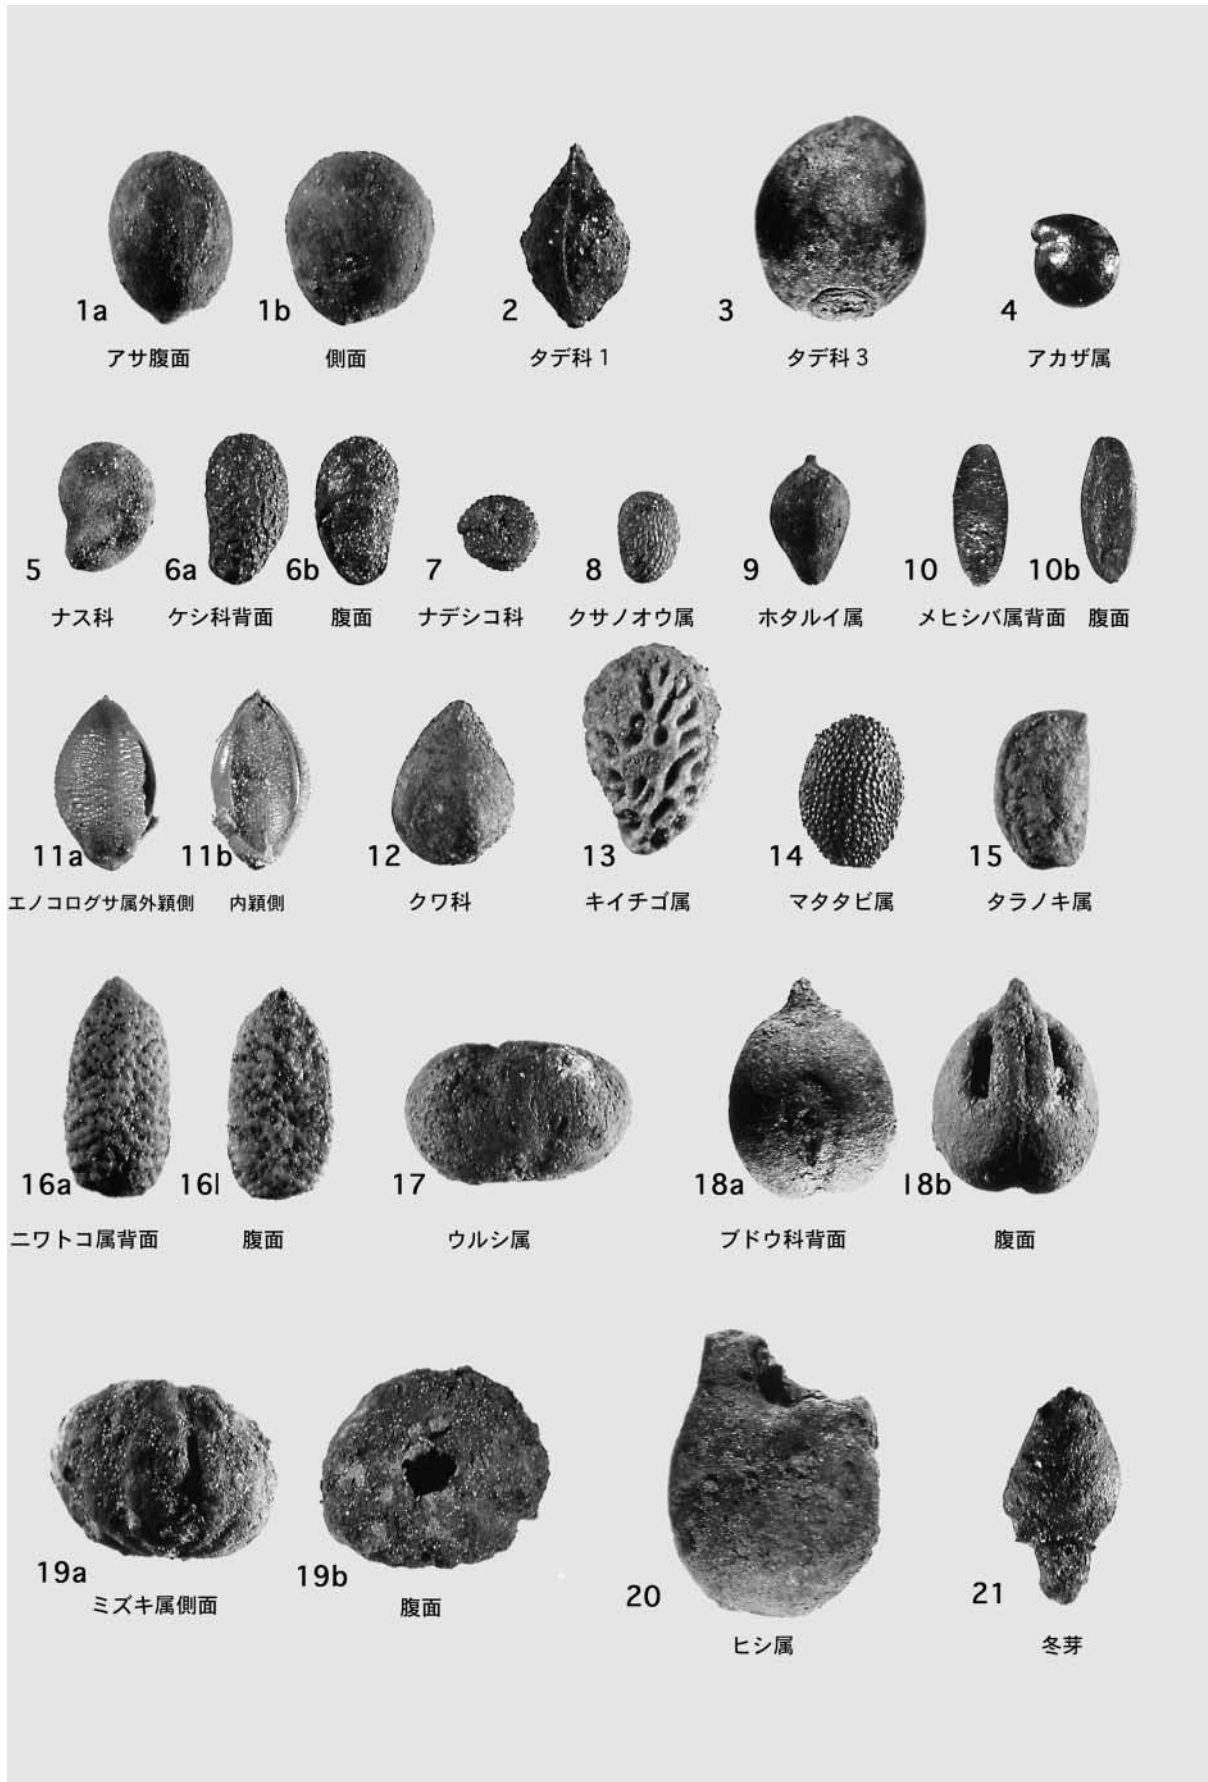 1a 1b 2 3 4
アサ腹面 側面 タデ科1 タデ科3 アカザ属
5 6a 6b 7 8 9 10 10b
ナス科 ケシ科背面 腹面 ナデシコ科 クサノオウ属 ホタルイ属 メヒシバ属背面 腹面
11a 11b 12 13 14 15
エノコログサ属外穎側 内穎側 クワ科 キイチゴ属 マタタビ属 タラノキ属
16a 16l 17 18a 18b
ニワトコ属背面 腹面 ウルシ属 ブドウ科背面 腹面
19a 19b 20 21
ミズキ属側面 腹面 ヒシ属 冬芽